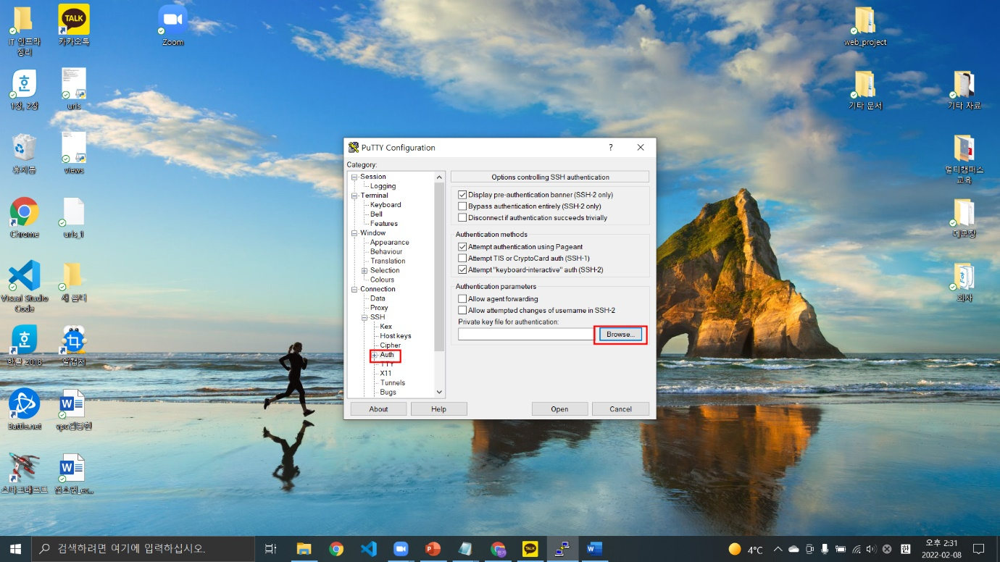 IT 인프라
정리
TALK
카카오톡
Zoom
web_project
1장, 2장
urls
기타 문서
기타 자료
휴지통
views
멀티캠퍼스
교육
Chrome
urls_1
메모장
Visual Studio
Code
새 폴더
회사
한글 2018
알캡처
Battle.net
스타크래프트
PuTTY Configuration
?
Category:
Session
Logging
Terminal
Keyboard
Bell
Features
Window
Appearance
Behaviour
Translation
Selection
Colours
Connection
Data
Proxy
SSH
Kex
Host keys
Cipher
Auth
TTY
X11
Tunnels
Bugs
Options controlling SSH authentication
Display pre-authentication banner (SSH-2 only)
Bypass authentication entirely (SSH-2 only)
Disconnect if authentication succeeds trivially
Authentication methods
Attempt authentication using Pageant
Attempt TIS or CryptoCard auth (SSH-1)
Attempt "keyboard-interactive" auth (SSH-2)
Authentication parameters
Allow agent forwarding
Allow attempted changes of username in SSH-2
Private key file for authentication:
Browse...
About
Help
Open
Cancel
검색하려면 여기에 입력하십시오.
4°C
한
오후 2:31
2022-02-08